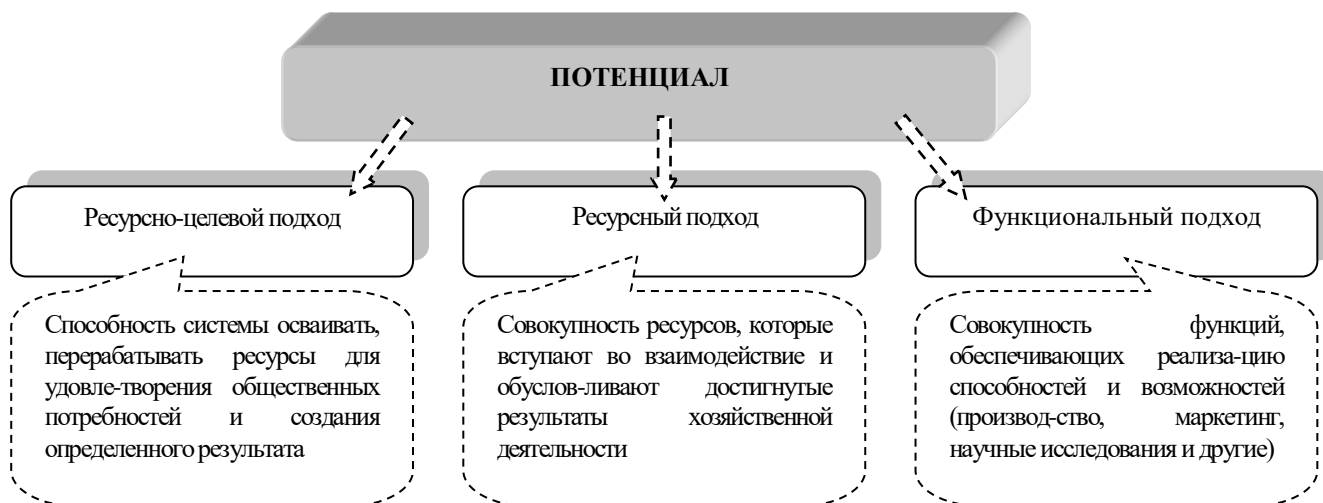 ПОТЕНЦИАЛ
Ресурсно-целевой подход
Ресурсный подход
Функциональный подход
Способность системы осваивать,
перерабатывать ресурсы для
удовле-творения общественных
потребностей и создания
определенного результата
Совокупность ресурсов, которые
вступают во взаимодействие и
обуслов-ливают достигнутые
результаты хозяйственной
деятельности
Совокупность функций,
обеспечивающих реализа-цию
способностей и возможностей
(производ-ство, маркетинг,
научные исследования и другие)